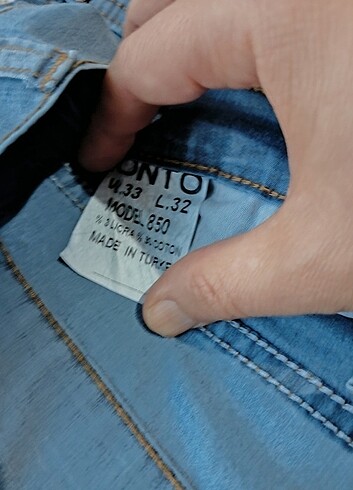 ONTO
W.33 L.32
MODEL 850
MADE IN TURKE